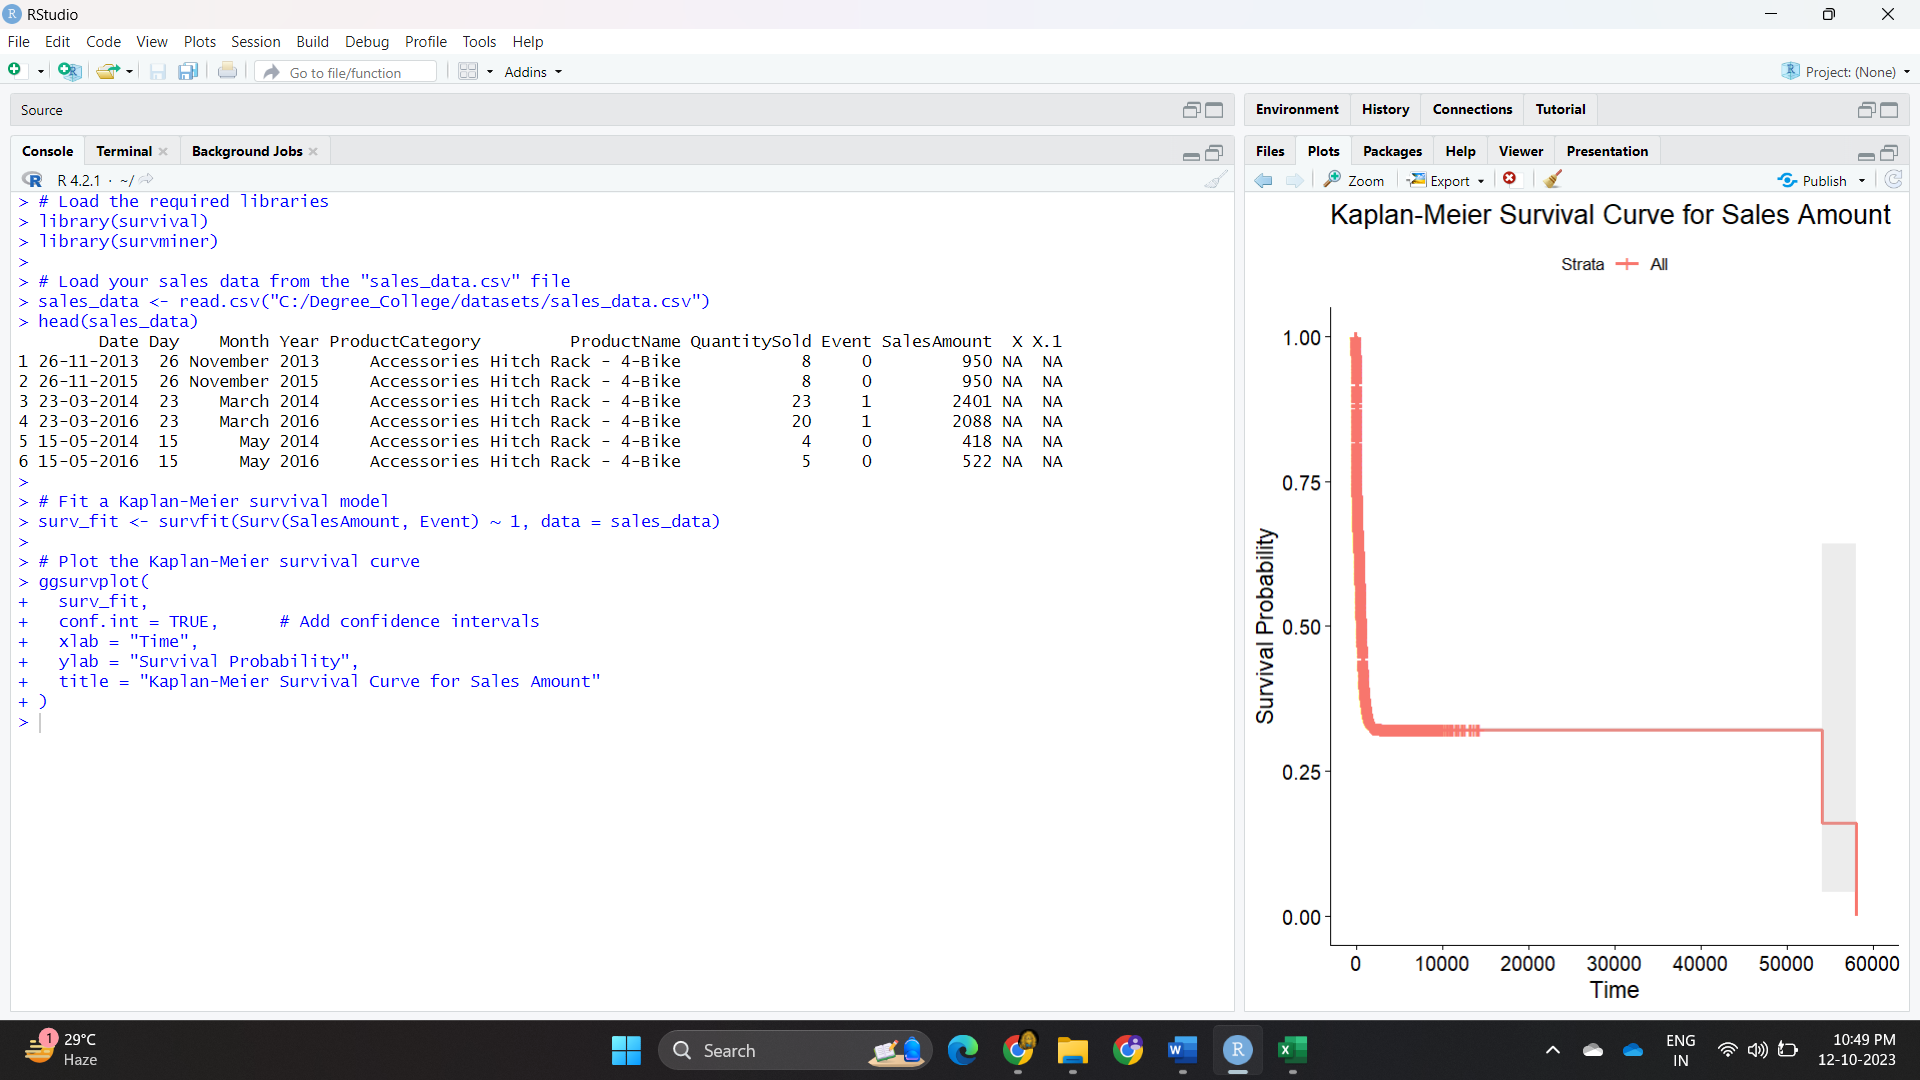 RStudio
File Edit Code View Plots Session Build Debug Profile Tools Help
Go to file/function Addins Project: (None)
Source
Console Terminal Background Jobs
R 4.2.1 · ~/
> # Load the required libraries
> library(survival)
> library(survminer)
>
> # Load your sales data from the "sales_data.csv" file
> sales_data <- read.csv("C:/Degree_College/datasets/sales_data.csv")
> head(sales_data)
Date Day Month Year ProductCategory ProductName QuantitySold Event SalesAmount X X.1
1 26-11-2013 26 November 2013 Accessories Hitch Rack - 4-Bike 8 0 950 NA NA
2 26-11-2015 26 November 2015 Accessories Hitch Rack - 4-Bike 8 0 950 NA NA
3 23-03-2014 23 March 2014 Accessories Hitch Rack - 4-Bike 23 1 2401 NA NA
4 23-03-2016 23 March 2016 Accessories Hitch Rack - 4-Bike 20 1 2088 NA NA
5 15-05-2014 15 May 2014 Accessories Hitch Rack - 4-Bike 4 0 418 NA NA
6 15-05-2016 15 May 2016 Accessories Hitch Rack - 4-Bike 5 0 522 NA NA
>
> # Fit a Kaplan-Meier survival model
> surv_fit <- survfit(Surv(SalesAmount, Event) ~ 1, data = sales_data)
>
> # Plot the Kaplan-Meier survival curve
> ggsurvplot(
+ surv_fit,
+ conf.int = TRUE, # Add confidence intervals
+ xlab = "Time",
+ ylab = "Survival Probability",
+ title = "Kaplan-Meier Survival Curve for Sales Amount"
+ )
>
Environment History Connections Tutorial
Files Plots Packages Help Viewer Presentation
Zoom Export Publish
Kaplan-Meier Survival Curve for Sales Amount
Strata All
1.00
0.75
0.50
0.25
0.00
Survival Probability
0 10000 20000 30000 40000 50000 60000
Time
1
29°C
Haze
Search
ENG
IN
10:49 PM
12-10-2023